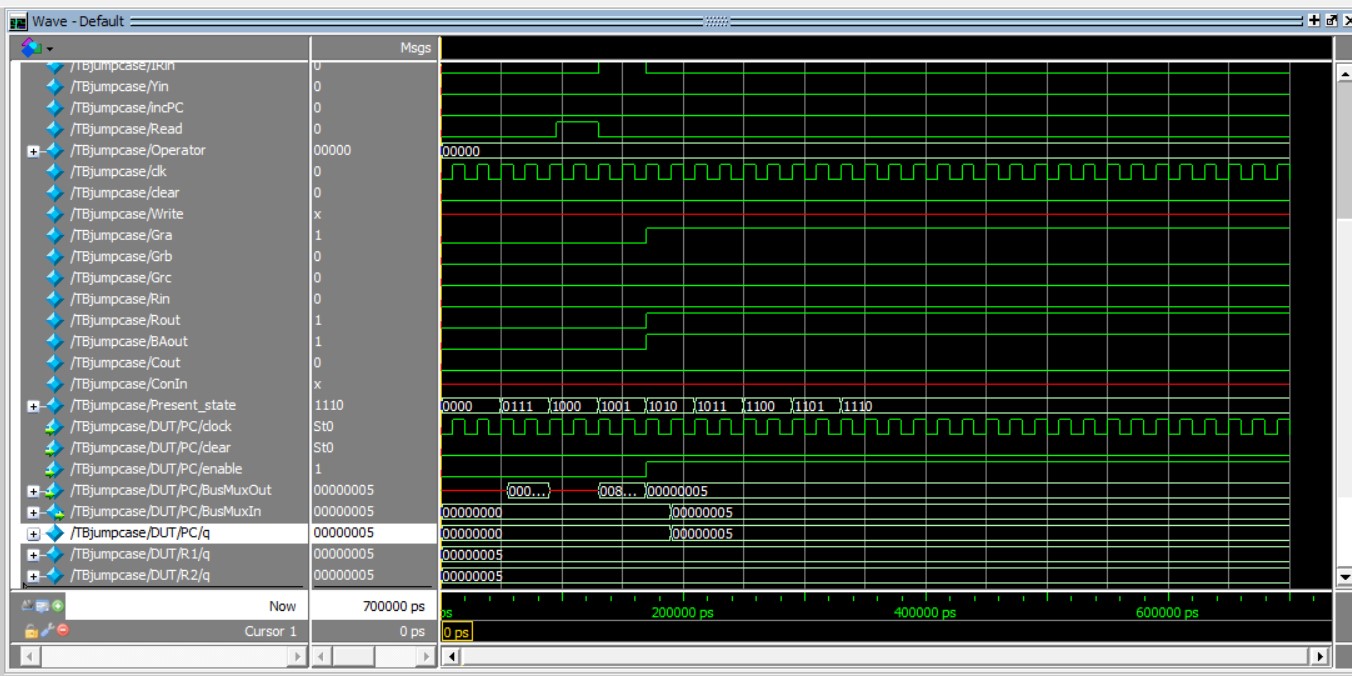 Wave - Default
Msgs
/TBjumpcase/IRin 0
/TBjumpcase/Yin 0
/TBjumpcase/incPC 0
/TBjumpcase/Read 0
/TBjumpcase/Operator 00000 00000
/TBjumpcase/clk 0
/TBjumpcase/clear 0
/TBjumpcase/Write x
/TBjumpcase/Gra 1
/TBjumpcase/Grb 0
/TBjumpcase/Grc 0
/TBjumpcase/Rin 0
/TBjumpcase/Rout 1
/TBjumpcase/BAout 1
/TBjumpcase/Cout 0
/TBjumpcase/ConIn x
/TBjumpcase/Present_state 1110 0000 0111 1000 1001 1010 1011 1100 1101 1110
/TBjumpcase/DUT/PC/clock St0
/TBjumpcase/DUT/PC/clear St0
/TBjumpcase/DUT/PC/enable 1
/TBjumpcase/DUT/PC/BusMuxOut 00000005 000... 008... 00000005
/TBjumpcase/DUT/PC/BusMuxIn 00000005 00000000 00000005
/TBjumpcase/DUT/PC/q 00000005 00000000 00000005
/TBjumpcase/DUT/R1/q 00000005 00000005
/TBjumpcase/DUT/R2/q 00000005 00000005
Now 700000 ps ps 200000 ps 400000 ps 600000 ps
Cursor 1 0 ps 0 ps